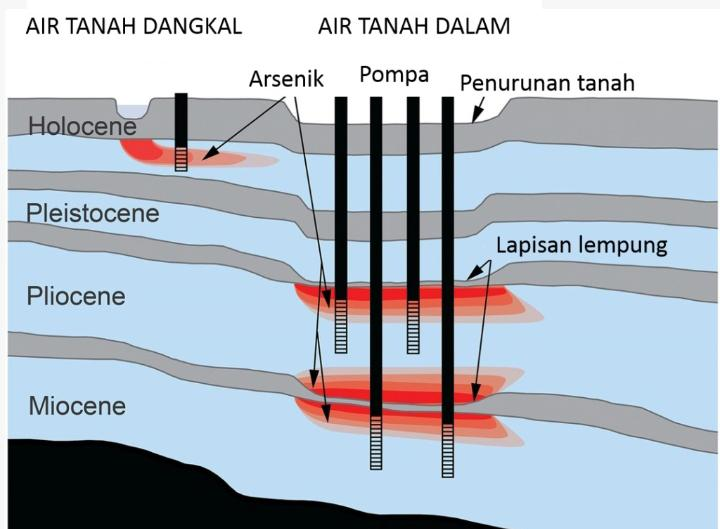 AIR TANAH DANGKAL
AIR TANAH DALAM
Arsenik
Pompa
Penurunan tanah
Holocene
Pleistocene
Lapisan lempung
Pliocene
Miocene